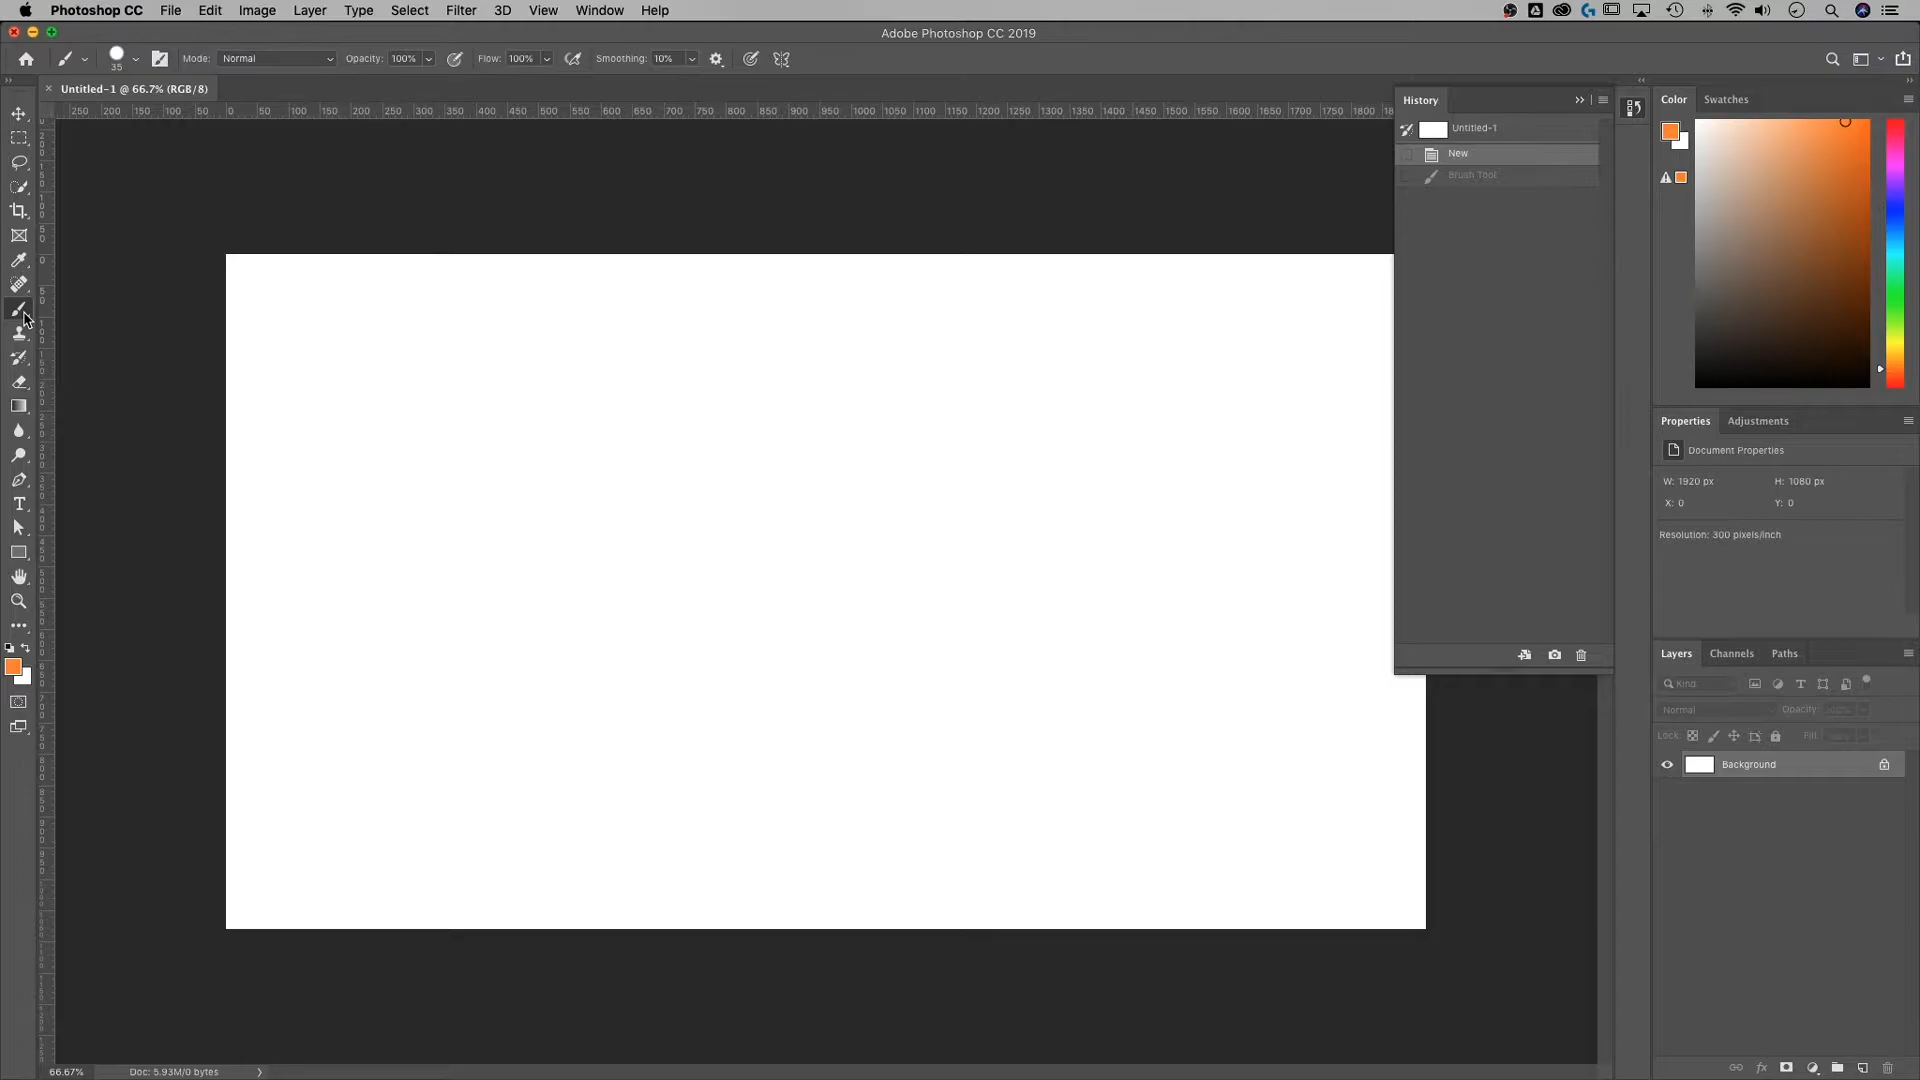 Photoshop CC File Edit Image Layer Type Select Filter 3D View Window Help
Adobe Photoshop CC 2019
35 Mode: Normal Opacity: 100% Flow: 100% Smoothing: 10%
× Untitled-1 @ 66.7% (RGB/8)
250 200 150 100 50 0 50 100 150 200 250 300 350 400 450 500 550 600 650 700 750 800 850 900 950 1000 1050 1100 1150 1200 1250 1300 1350 1400 1450 1500 1550 1600 1650 1700 1750 1800
History
Untitled-1
New
Brush Tool
Color Swatches
Properties Adjustments
Document Properties
W: 1920 px H: 1080 px
X: 0 Y: 0
Resolution: 300 pixels/inch
Layers Channels Paths
Kind
Normal Opacity: 100%
Lock: Fill:
Background
66.67% Doc: 5.93M/0 bytes